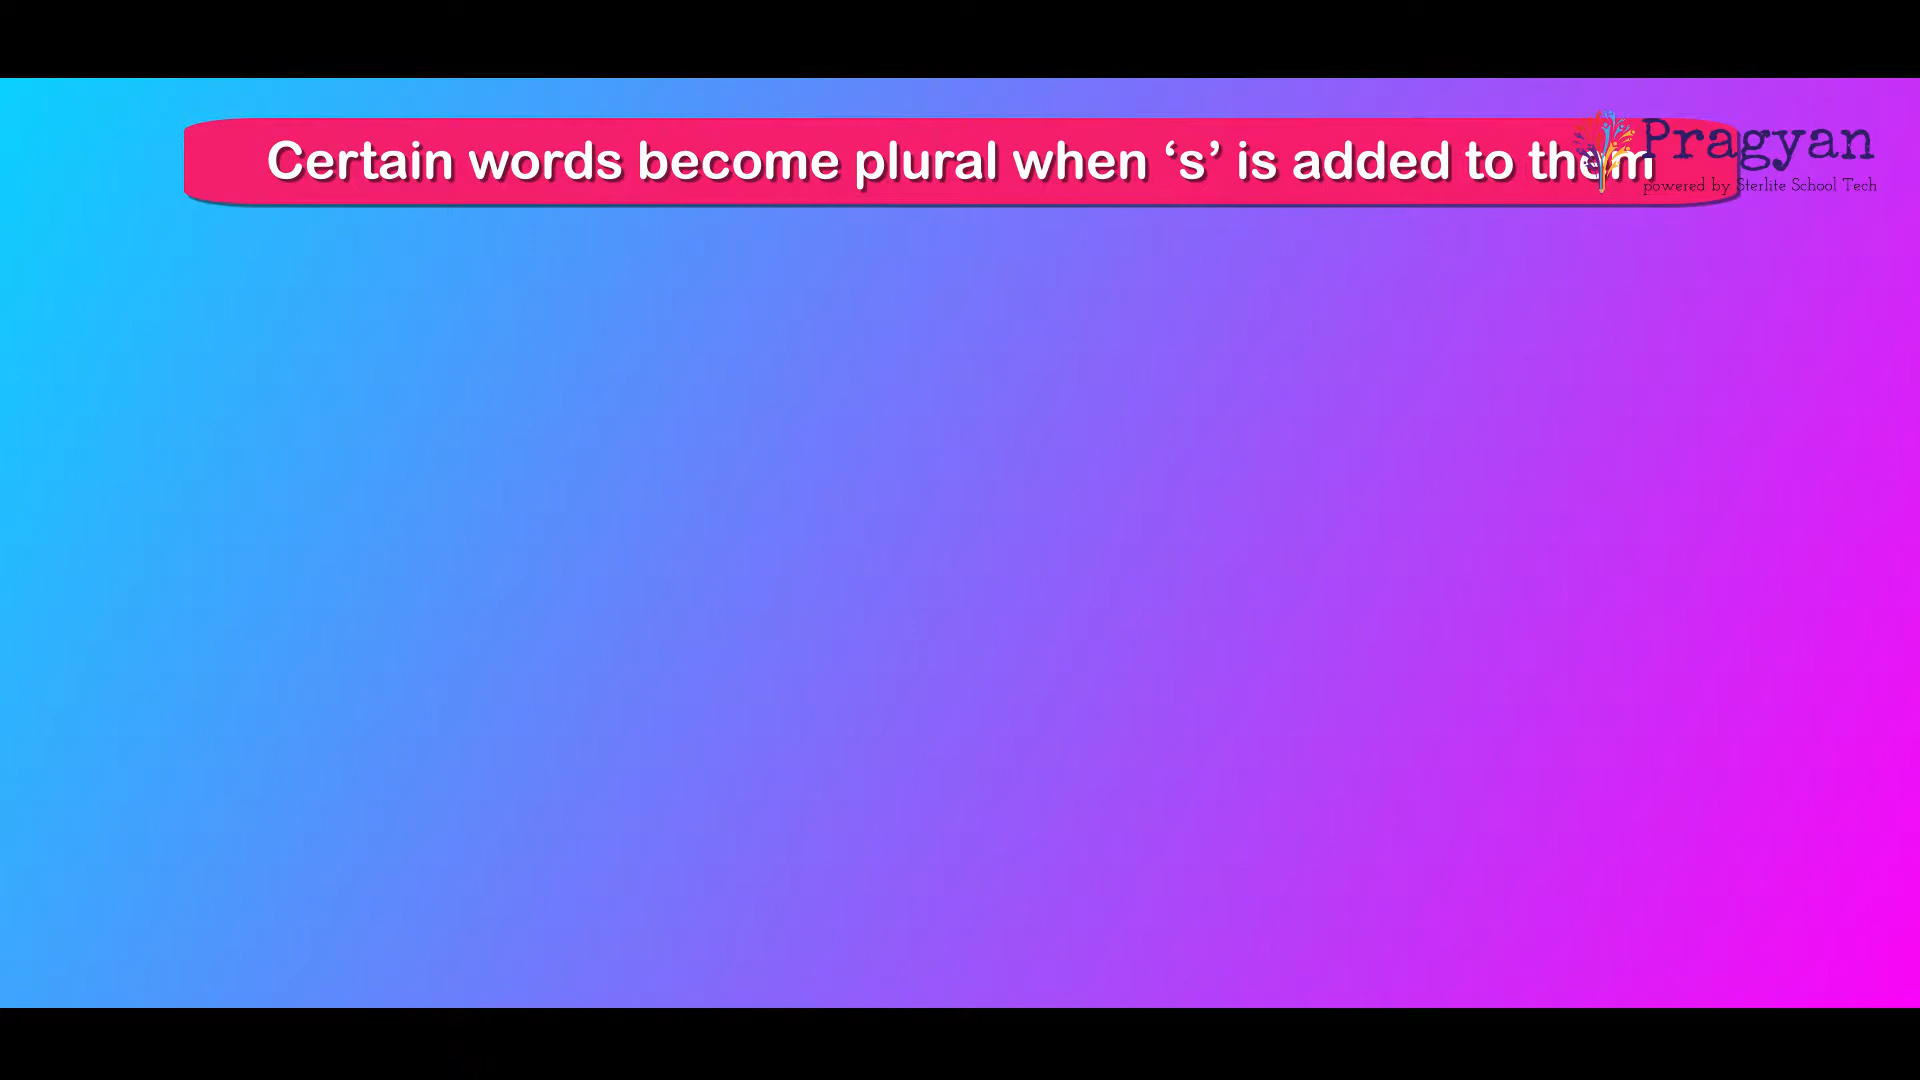 Certain words become plural when ‘s’ is added to them
Pragyan
powered by Sterlite School Tech